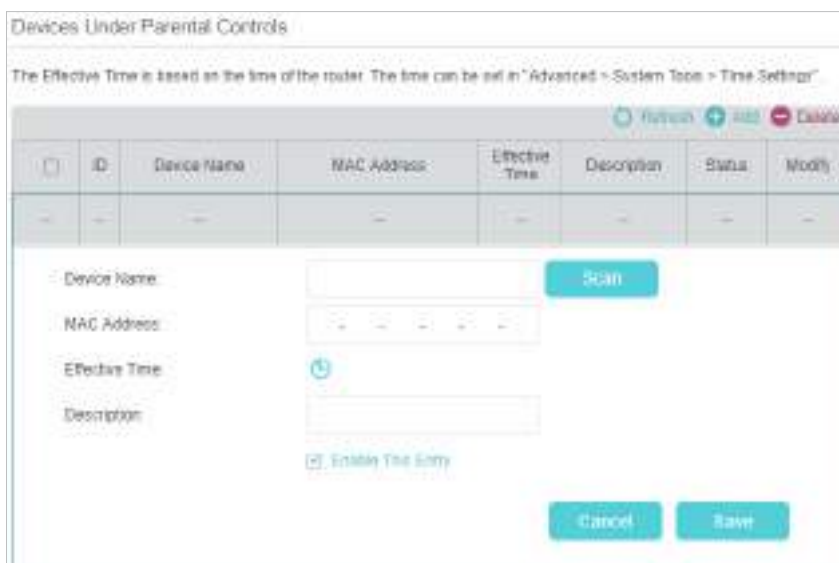 Devices Under Parental Controls
The Effective Time is based on the time of the router. The time can be set in "Advanced > System Tools > Time Settings".
Refresh Add Delete
ID Device Name MAC Address Effective Time Description Status Modify
-- -- -- -- -- -- -- --
Device Name: Scan
MAC Address: - - - - -
Effective Time:
Description:
Enable This Entry
Cancel Save